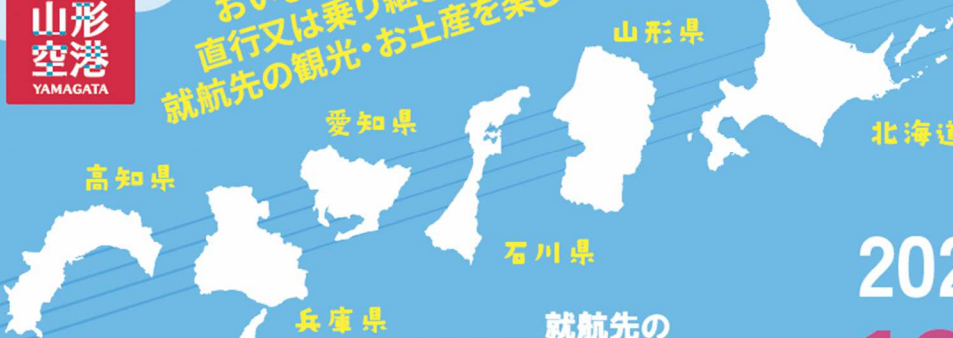 山形
空港
YAMAGATA
直行又は乗り継
就航先の観光・お土産を楽し
山形県
愛知県
北海道
高知県
石川県
兵庫県
就航先の
202